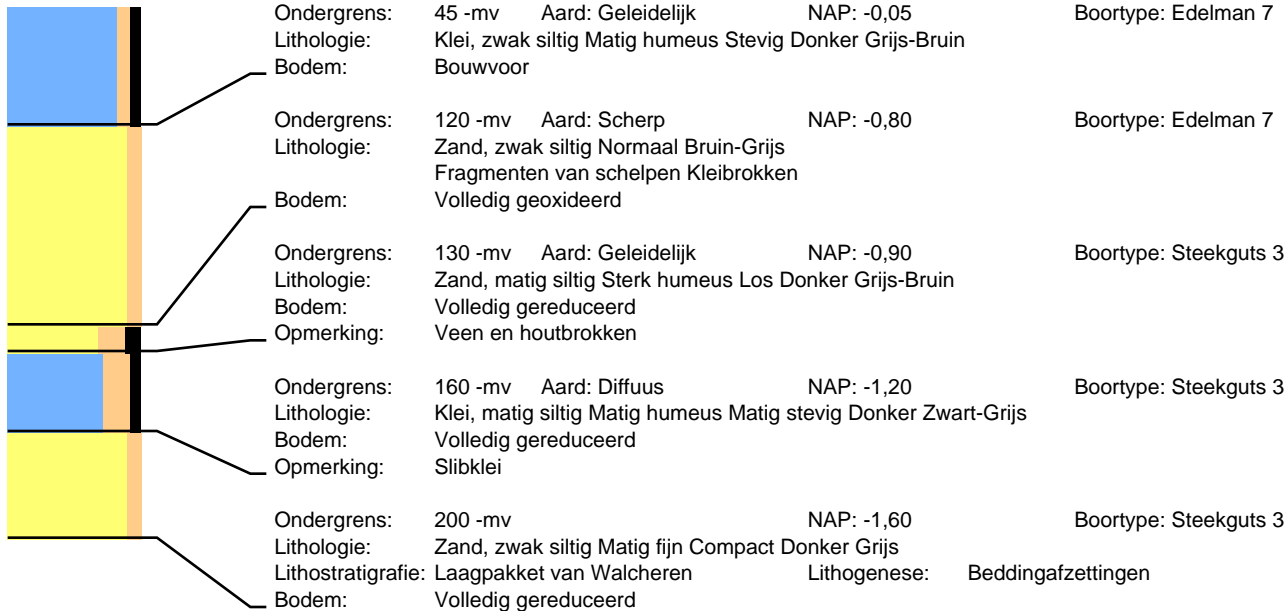 Ondergrens: 45 -mv Aard: Geleidelijk NAP: -0,05 Boortype: Edelman 7
Lithologie: Klei, zwak siltig Matig humeus Stevig Donker Grijs-Bruin
Bodem: Bouwvoor
Ondergrens: 120 -mv Aard: Scherp NAP: -0,80 Boortype: Edelman 7
Lithologie: Zand, zwak siltig Normaal Bruin-Grijs
Fragmenten van schelpen Kleibrokken
Bodem: Volledig geoxideerd
Ondergrens: 130 -mv Aard: Geleidelijk NAP: -0,90 Boortype: Steekguts 3
Lithologie: Zand, matig siltig Sterk humeus Los Donker Grijs-Bruin
Bodem: Volledig gereduceerd
Opmerking: Veen en houtbrokken
Ondergrens: 160 -mv Aard: Diffuus NAP: -1,20 Boortype: Steekguts 3
Lithologie: Klei, matig siltig Matig humeus Matig stevig Donker Zwart-Grijs
Bodem: Volledig gereduceerd
Opmerking: Slibklei
Ondergrens: 200 -mv NAP: -1,60 Boortype: Steekguts 3
Lithologie: Zand, zwak siltig Matig fijn Compact Donker Grijs
Lithostratigrafie: Laagpakket van Walcheren Lithogenese: Beddingafzettingen
Bodem: Volledig gereduceerd